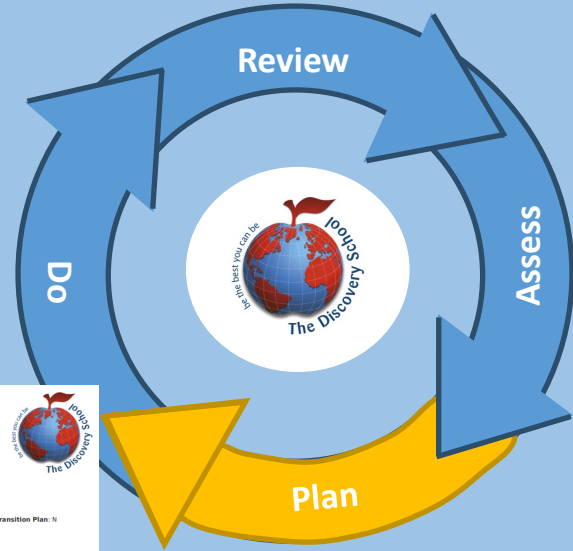 Review
Assess
Plan
Do
be the best you can be
The Discovery School
be the best you can be
The Discovery School
ransition Plan: N